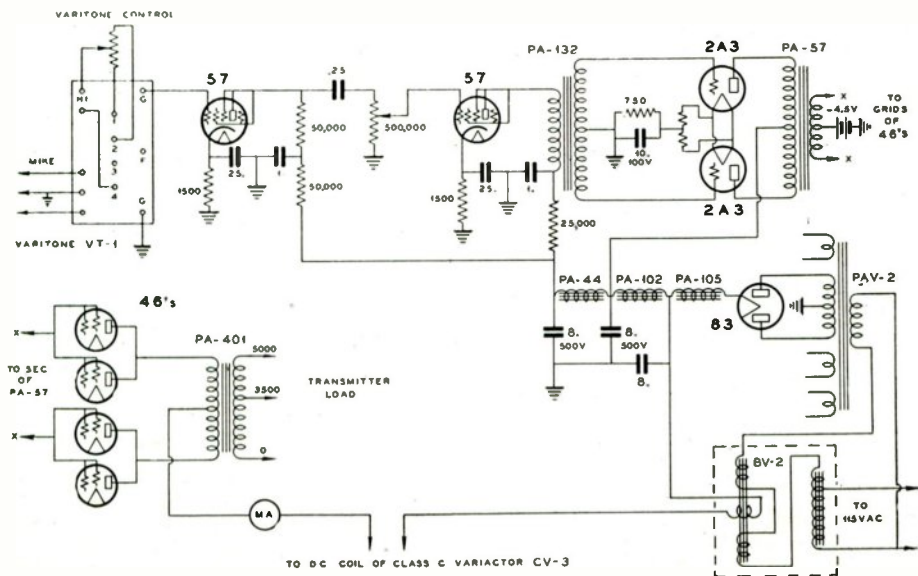 VARITONE CONTROL
M1
1
2
3
4
G
F
G
MIKE
VARITONE VT-1
57
1500
25.
1.
50,000
50,000
.25
500,000
57
1500
25.
1.
25,000
PA-132
750
10.
100V
2A3
2A3
PA-57
X
-4.5V
X
TO
GRIDS
OF
46's
PA-44
PA-102
PA-105
8.
500V
8.
500V
8.
83
PAV-2
46's
X
TO SEC
OF
PA-57
X
PA-401
5000
3500
0
TRANSMITTER
LOAD
MA
TO DC COIL OF CLASS C VARIACTOR CV-3
BV-2
TO
115VAC